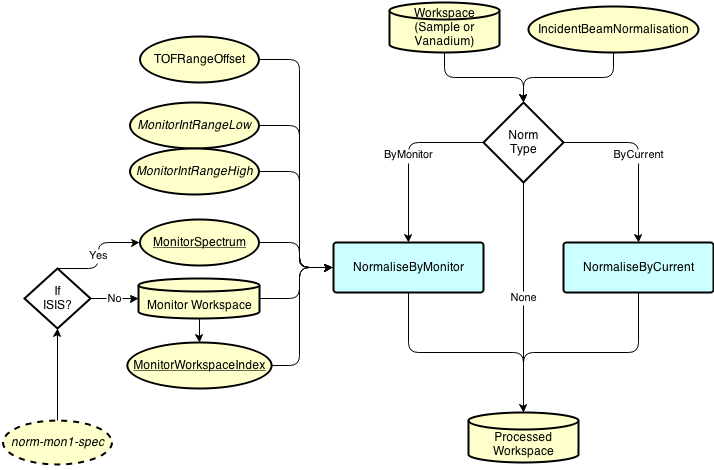 Workspace
(Sample or
Vanadium)
IncidentBeamNormalisation
TOFRangeOffset
MonitorIntRangeLow
MonitorIntRangeHigh
Norm
Type
ByMonitor
ByCurrent
MonitorSpectrum
Yes
NormaliseByMonitor
NormaliseByCurrent
If
ISIS?
No
Monitor Workspace
None
MonitorWorkspaceIndex
norm-mon1-spec
Processed
Workspace